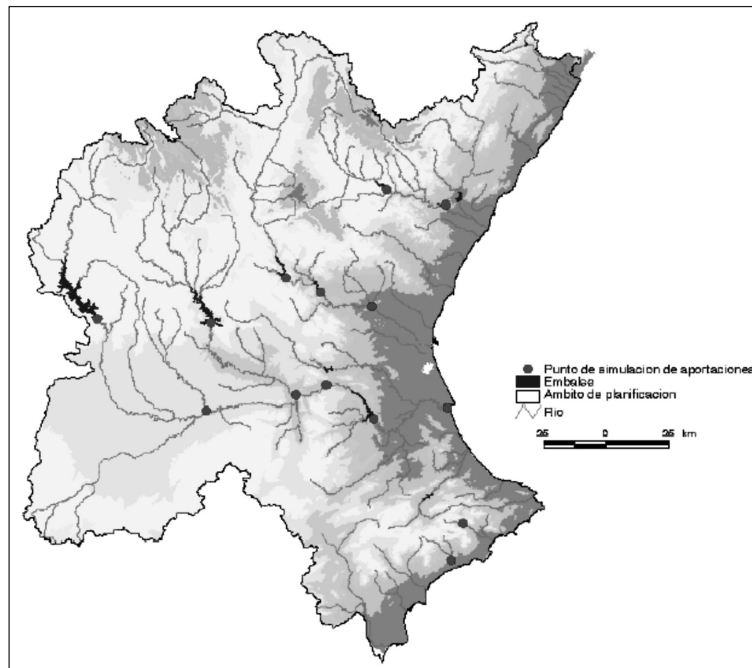 Punto de simulacion de aportaciones
Embalse
Ambito de planificacion
Rio
25 0 25 km